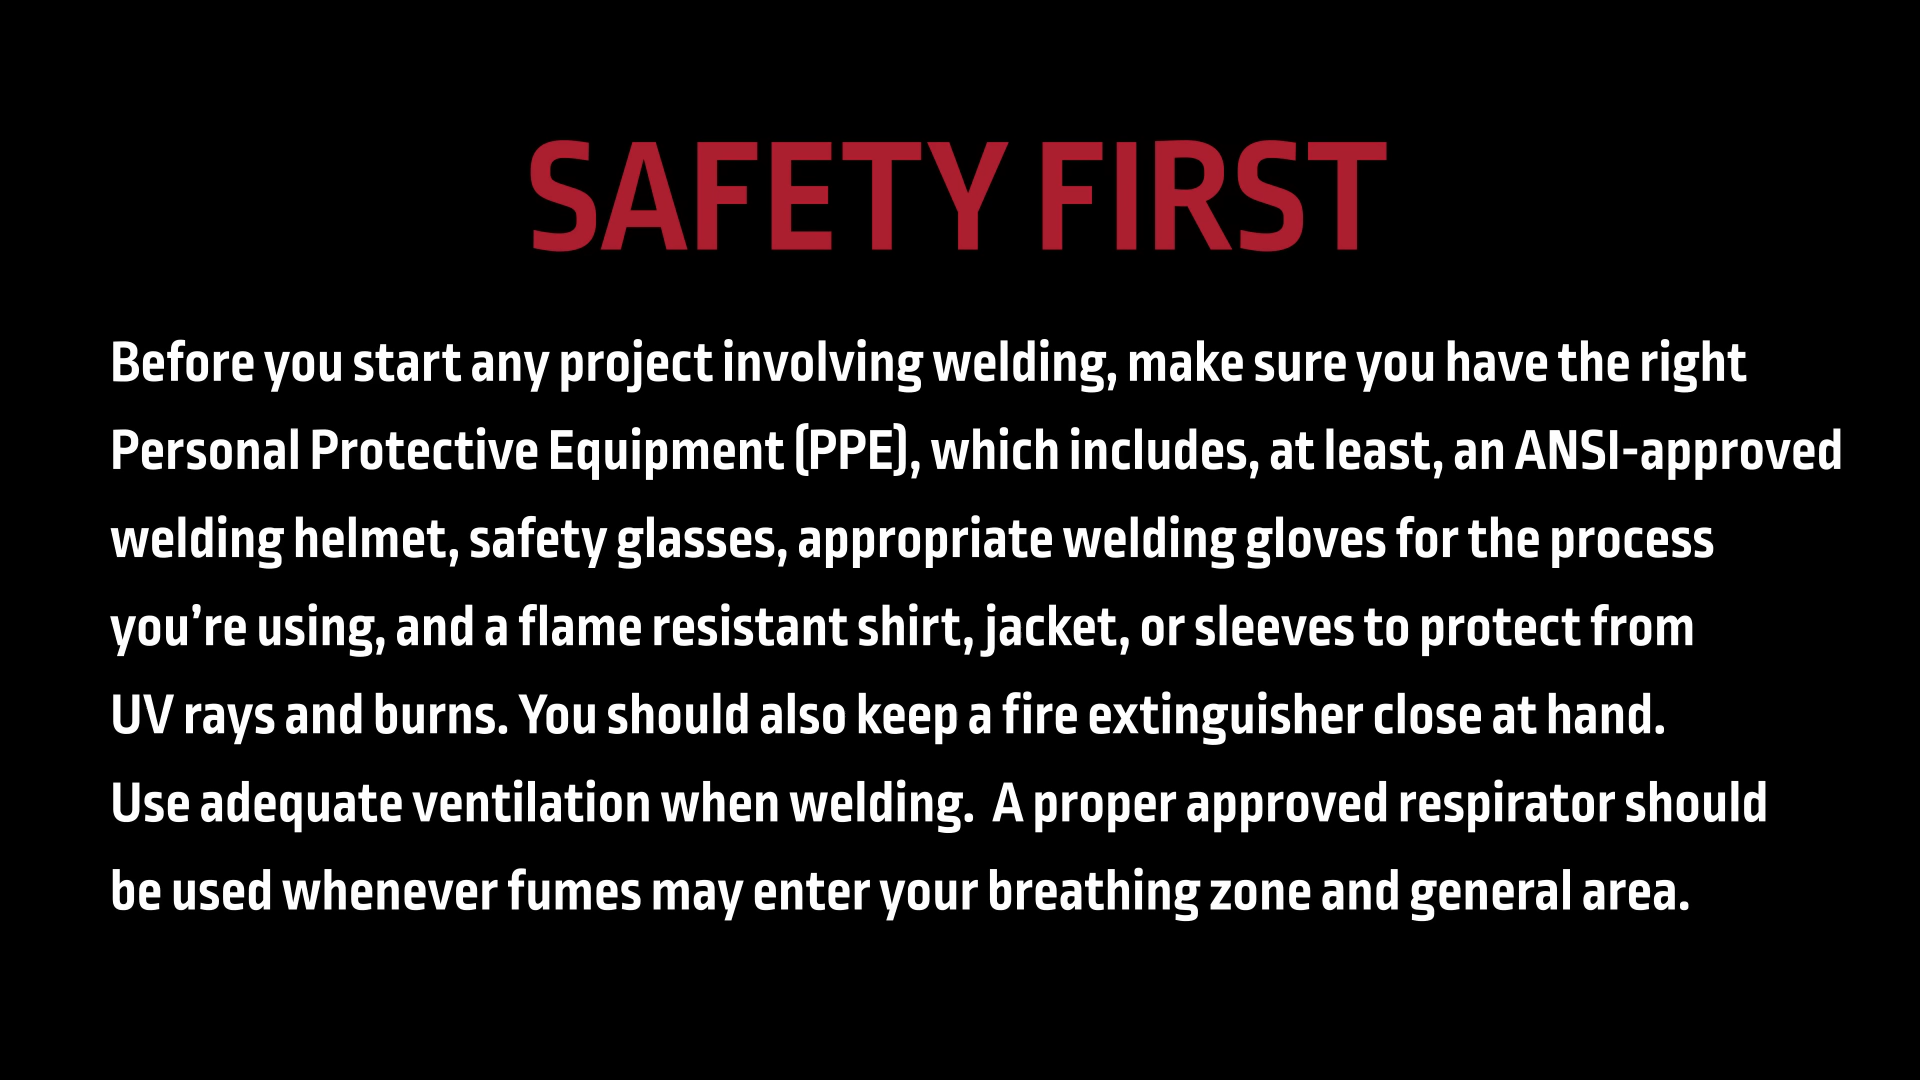 SAFETY FIRST
Before you start any project involving welding, make sure you have the right
Personal Protective Equipment (PPE), which includes, at least, an ANSI-approved
welding helmet, safety glasses, appropriate welding gloves for the process
you’re using, and a flame resistant shirt, jacket, or sleeves to protect from
UV rays and burns. You should also keep a fire extinguisher close at hand.
Use adequate ventilation when welding.  A proper approved respirator should
be used whenever fumes may enter your breathing zone and general area.